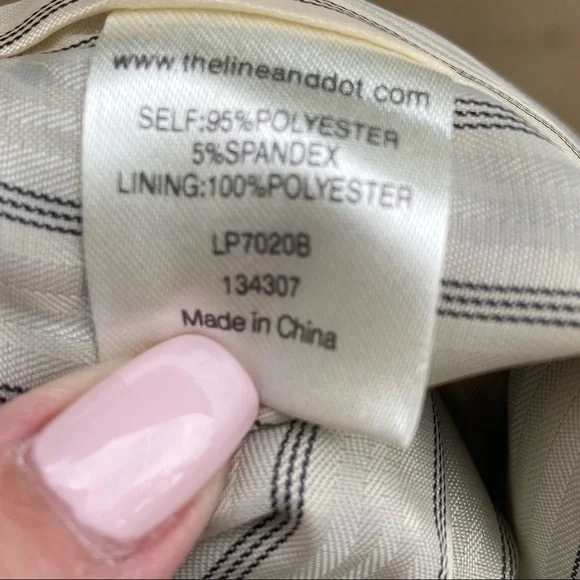 www.thelineanddot.com
SELF:95%POLYESTER
5%SPANDEX
LINING:100%POLYESTER
LP7020B
134307
Made in China